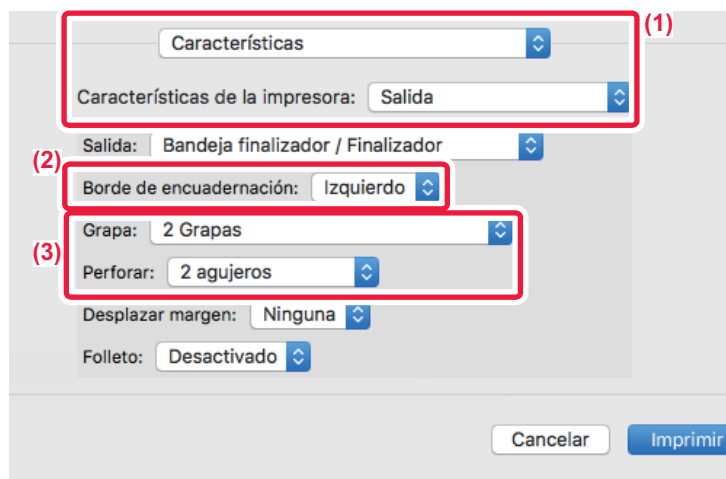 (1)
Características
Características de la impresora: Salida
Salida: Bandeja finalizador / Finalizador
(2)
Borde de encuadernación: Izquierdo
(3)
Grapa: 2 Grapas
Perforar: 2 agujeros
Desplazar margen: Ninguna
Folleto: Desactivado
Cancelar Imprimir